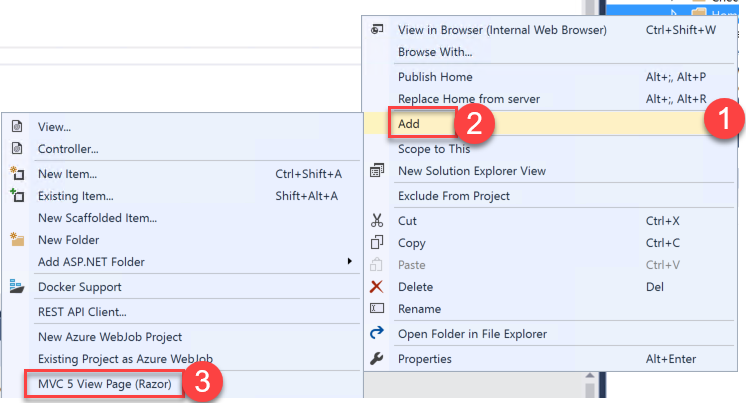 Home
View in Browser (Internal Web Browser) Ctrl+Shift+W
Browse With...
Publish Home Alt+;, Alt+P
Replace Home from server Alt+;, Alt+R
Add
2
1
Scope to This
New Solution Explorer View
Exclude From Project
Cut Ctrl+X
Copy Ctrl+C
Paste Ctrl+V
Delete Del
Rename
Open Folder in File Explorer
Properties Alt+Enter
View...
Controller...
New Item... Ctrl+Shift+A
Existing Item... Shift+Alt+A
New Scaffolded Item...
New Folder
Add ASP.NET Folder
Docker Support
REST API Client...
New Azure WebJob Project
Existing Project as Azure WebJob
MVC 5 View Page (Razor)
3